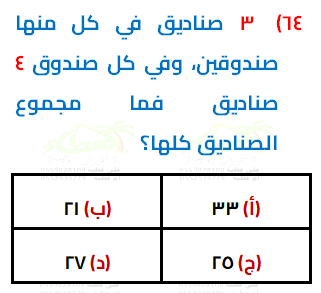 ٦٤) ٣ صناديق في كل منها
صندوقين، وفي كل صندوق ٤
صناديق فما مجموع
الصناديق كلها؟
(أ) ٣٣ (ب) ٢١
(ج) ٢٥ (د) ٢٧